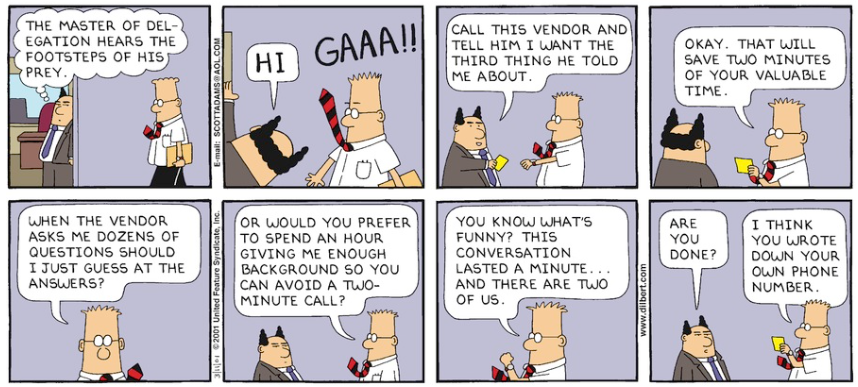 THE MASTER OF DEL-
EGATION HEARS THE
FOOTSTEPS OF HIS
PREY.
E-mail: SCOTTADAMS@AOL.COM
HI
GAAA!!
CALL THIS VENDOR AND
TELL HIM I WANT THE
THIRD THING HE TOLD
ME ABOUT.
OKAY. THAT WILL
SAVE TWO MINUTES
OF YOUR VALUABLE
TIME.
WHEN THE VENDOR
ASKS ME DOZENS OF
QUESTIONS SHOULD
I JUST GUESS AT THE
ANSWERS?
© 2001 United Feature Syndicate, Inc.
OR WOULD YOU PREFER
TO SPEND AN HOUR
GIVING ME ENOUGH
BACKGROUND SO YOU
CAN AVOID A TWO-
MINUTE CALL?
YOU KNOW WHAT'S
FUNNY? THIS
CONVERSATION
LASTED A MINUTE...
AND THERE ARE TWO
OF US.
www.dilbert.com
ARE
YOU
DONE?
I THINK
YOU WROTE
DOWN YOUR
OWN PHONE
NUMBER.